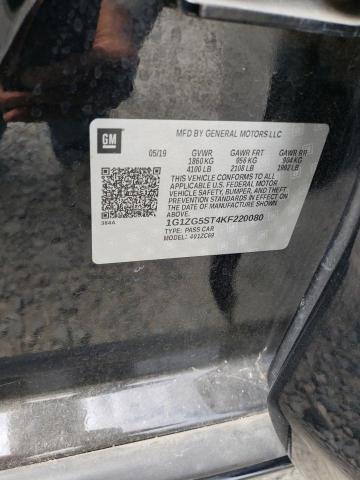 GM
MFD BY GENERAL MOTORS LLC
05/19 GVWR GAWR FRT GAWR RR
1860 KG 956 KG 904 KG
4100 LB 2108 LB 1992 LB
THIS VEHICLE CONFORMS TO ALL
APPLICABLE U.S. FEDERAL MOTOR
VEHICLE SAFETY, BUMPER, AND THEFT
PREVENTION STANDARDS IN EFFECT ON
THE DATE OF MANUFACTURE SHOWN ABOVE.
1G1ZG5ST4KF220080
384A
TYPE: PASS CAR
MODEL: 401ZC69